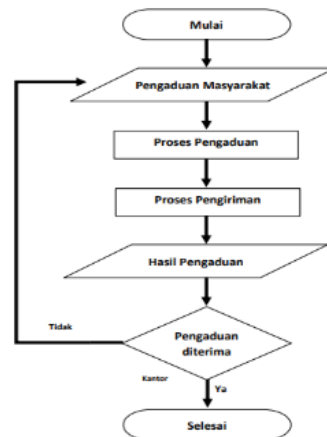 Mulai
Pengaduan Masyarakat
Proses Pengaduan
Proses Pengiriman
Hasil Pengaduan
Tidak
Pengaduan
diterima
Kantor
Ya
Selesai